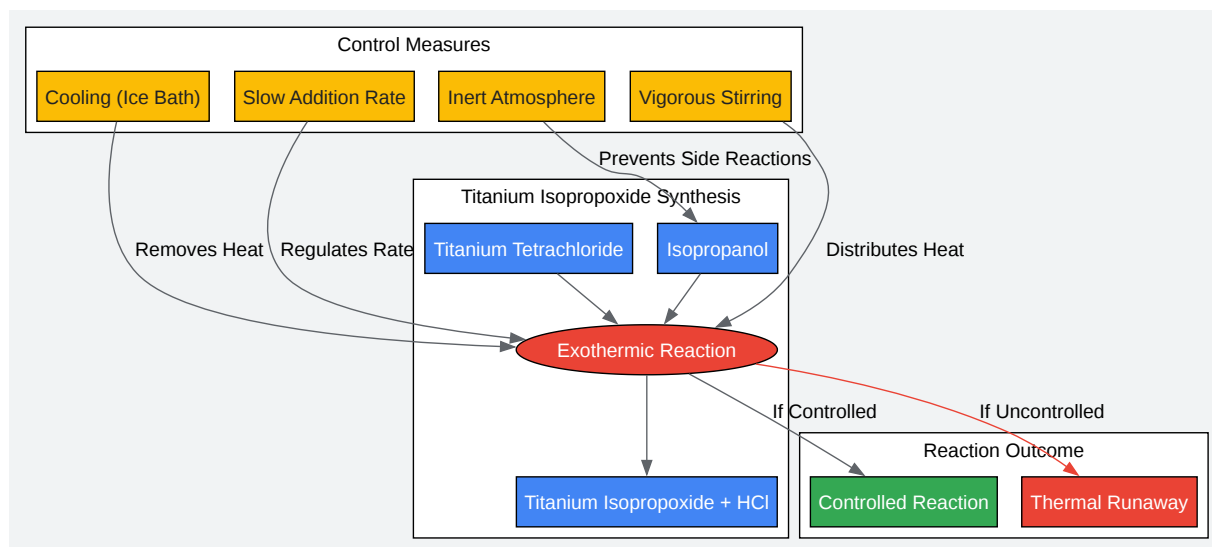 Control Measures
Cooling (Ice Bath)
Slow Addition Rate
Inert Atmosphere
Vigorous Stirring
Prevents Side Reactions
Titanium Isopropoxide Synthesis
Titanium Tetrachloride
Isopropanol
Removes Heat
Regulates Rate
Distributes Heat
Exothermic Reaction
If Controlled
If Uncontrolled
Reaction Outcome
Titanium Isopropoxide + HCl
Controlled Reaction
Thermal Runaway